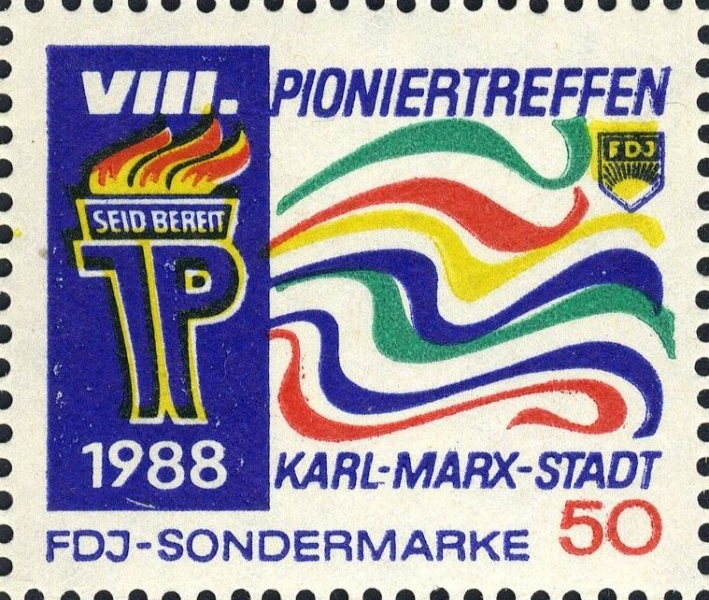 VIII. PIONIERTREFFEN
FDJ
SEID BEREIT
JP
1988
KARL-MARX-STADT
FDJ-SONDERMARKE 50